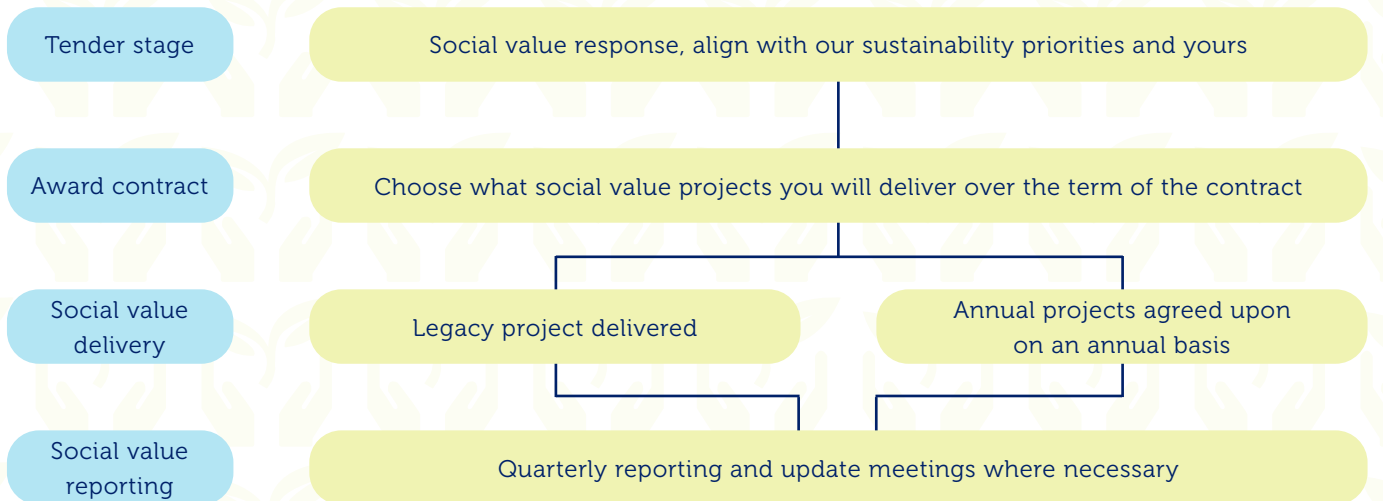 Tender stage
Social value response, align with our sustainability priorities and yours
Award contract
Choose what social value projects you will deliver over the term of the contract
Social value
delivery
Legacy project delivered
Annual projects agreed upon
on an annual basis
Social value
reporting
Quarterly reporting and update meetings where necessary